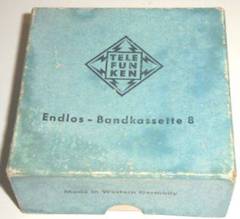 TELE
FUN
KEN
Endlos - Bandkassette 8
Made in Western Germany